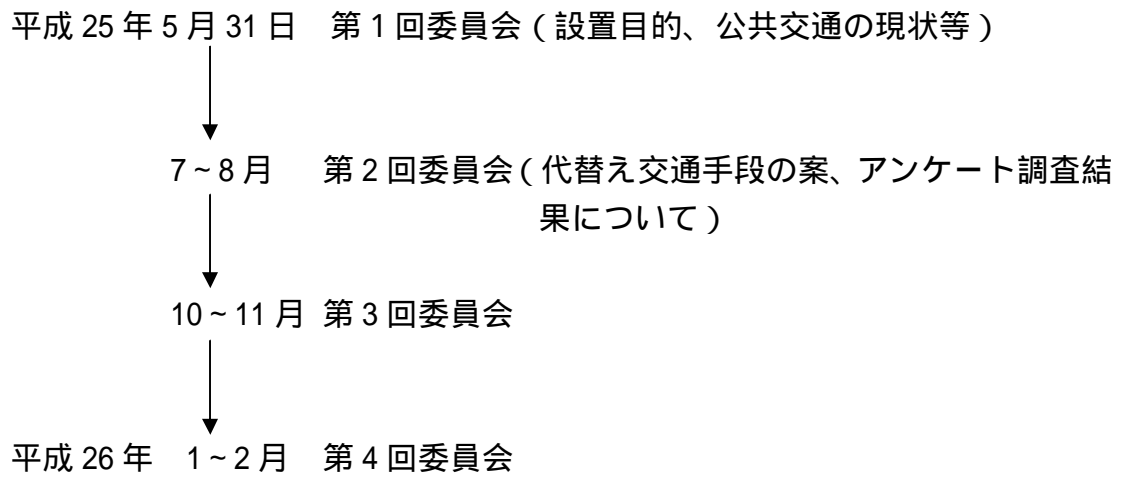 平成 25 年 5 月 31 日　第 1 回委員会（設置目的、公共交通の現状等）
7～8 月　第 2 回委員会（代替え交通手段の案、アンケート調査結
果について）
10～11 月 第 3 回委員会
平成 26 年　1～2 月　第 4 回委員会